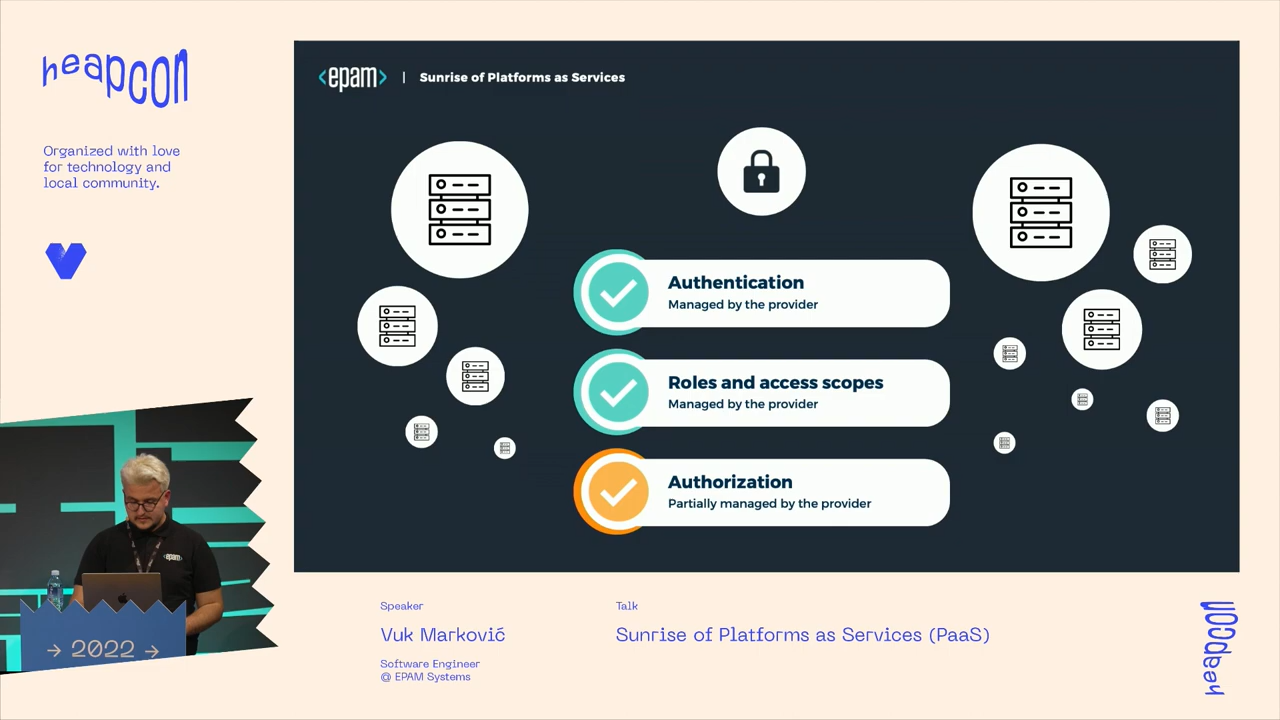 heapcon
Organized with love
for technology and
local community.
<epam> | Sunrise of Platforms as Services
Authentication
Managed by the provider
Roles and access scopes
Managed by the provider
Authorization
Partially managed by the provider
<epam>
→ 2022 →
Speaker
Vuk Marković
Software Engineer
@ EPAM Systems
Talk
Sunrise of Platforms as Services (PaaS)
heapcon